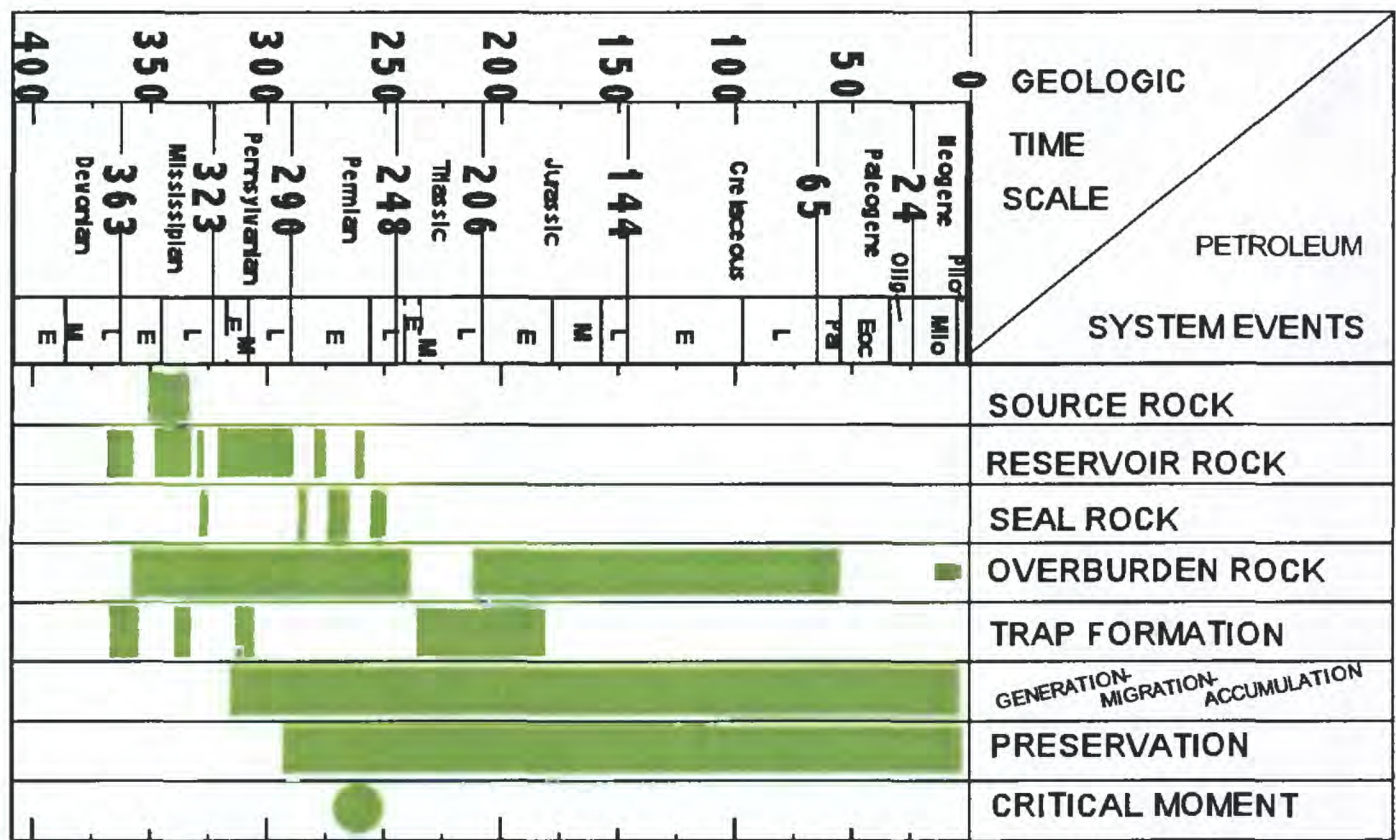 400 350 300 250 200 150 100 50 0
GEOLOGIC
TIME
SCALE
PETROLEUM
SYSTEM EVENTS
Devonian 363 Mississipian 323 Pennsylvanian 290 Permian 248 Triassic 206 Jurassic 144 Cretaceous 65 Paleogene 24 Neogene
Olig
E M L E L E M L E L E M L E M L E L Pal Eoc Mio
SOURCE ROCK
RESERVOIR ROCK
SEAL ROCK
OVERBURDEN ROCK
TRAP FORMATION
GENERATION-
MIGRATION-
ACCUMULATION
PRESERVATION
CRITICAL MOMENT